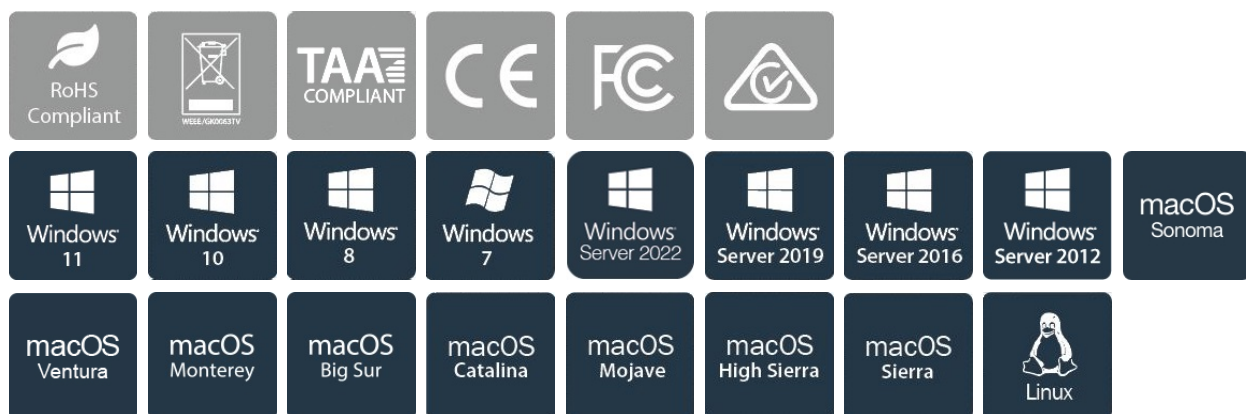 RoHS
Compliant
WEEE/GK0063TV
TAA
COMPLIANT
CE
FC
Windows
11
Windows
10
Windows
8
Windows
7
Windows
Server 2022
Windows
Server 2019
Windows
Server 2016
Windows
Server 2012
macOS
Sonoma
macOS
Ventura
macOS
Monterey
macOS
Big Sur
macOS
Catalina
macOS
Mojave
macOS
High Sierra
macOS
Sierra
Linux